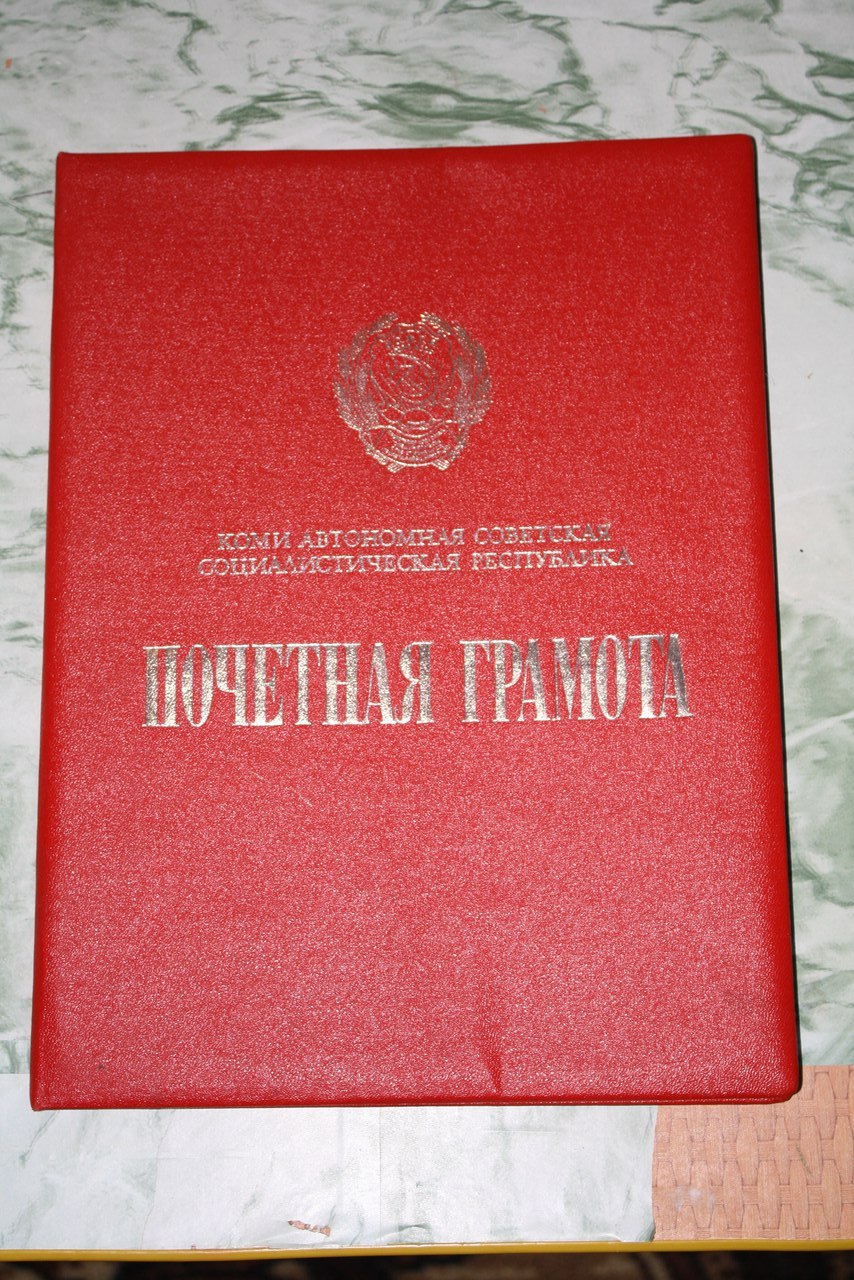 КОМИ АВТОНОМНАЯ СОВЕТСКАЯ
СОЦИАЛИСТИЧЕСКАЯ РЕСПУБЛИКА
ПОЧЕТНАЯ ГРАМОТА